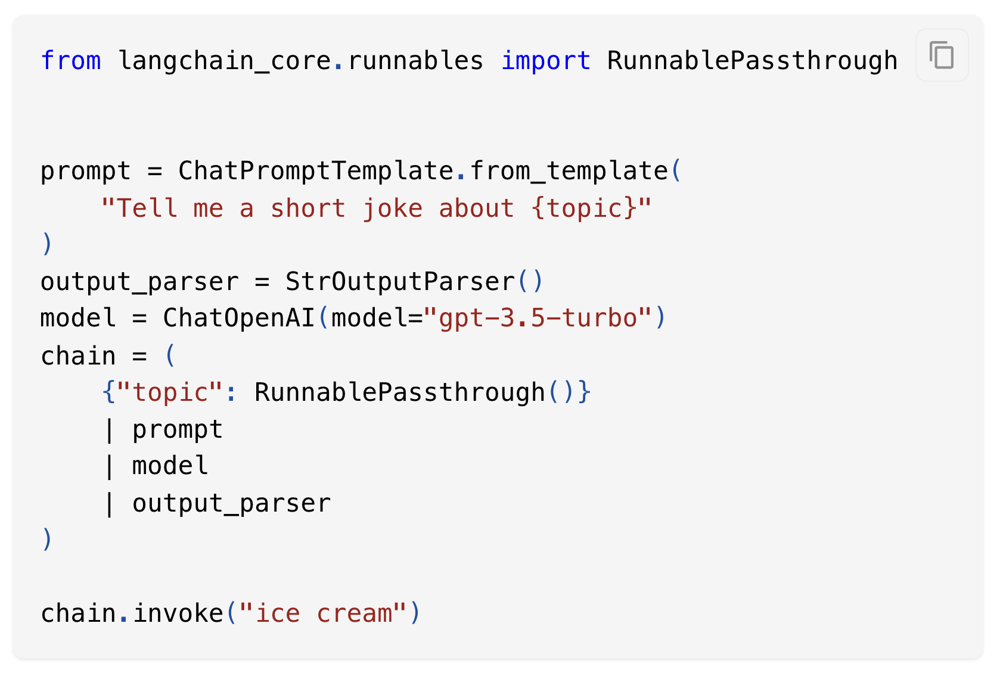 from langchain_core.runnables import RunnablePassthrough
prompt = ChatPromptTemplate.from_template(
    "Tell me a short joke about {topic}"
)
output_parser = StrOutputParser()
model = ChatOpenAI(model="gpt-3.5-turbo")
chain = (
    {"topic": RunnablePassthrough()}
    | prompt
    | model
    | output_parser
)
chain.invoke("ice cream")